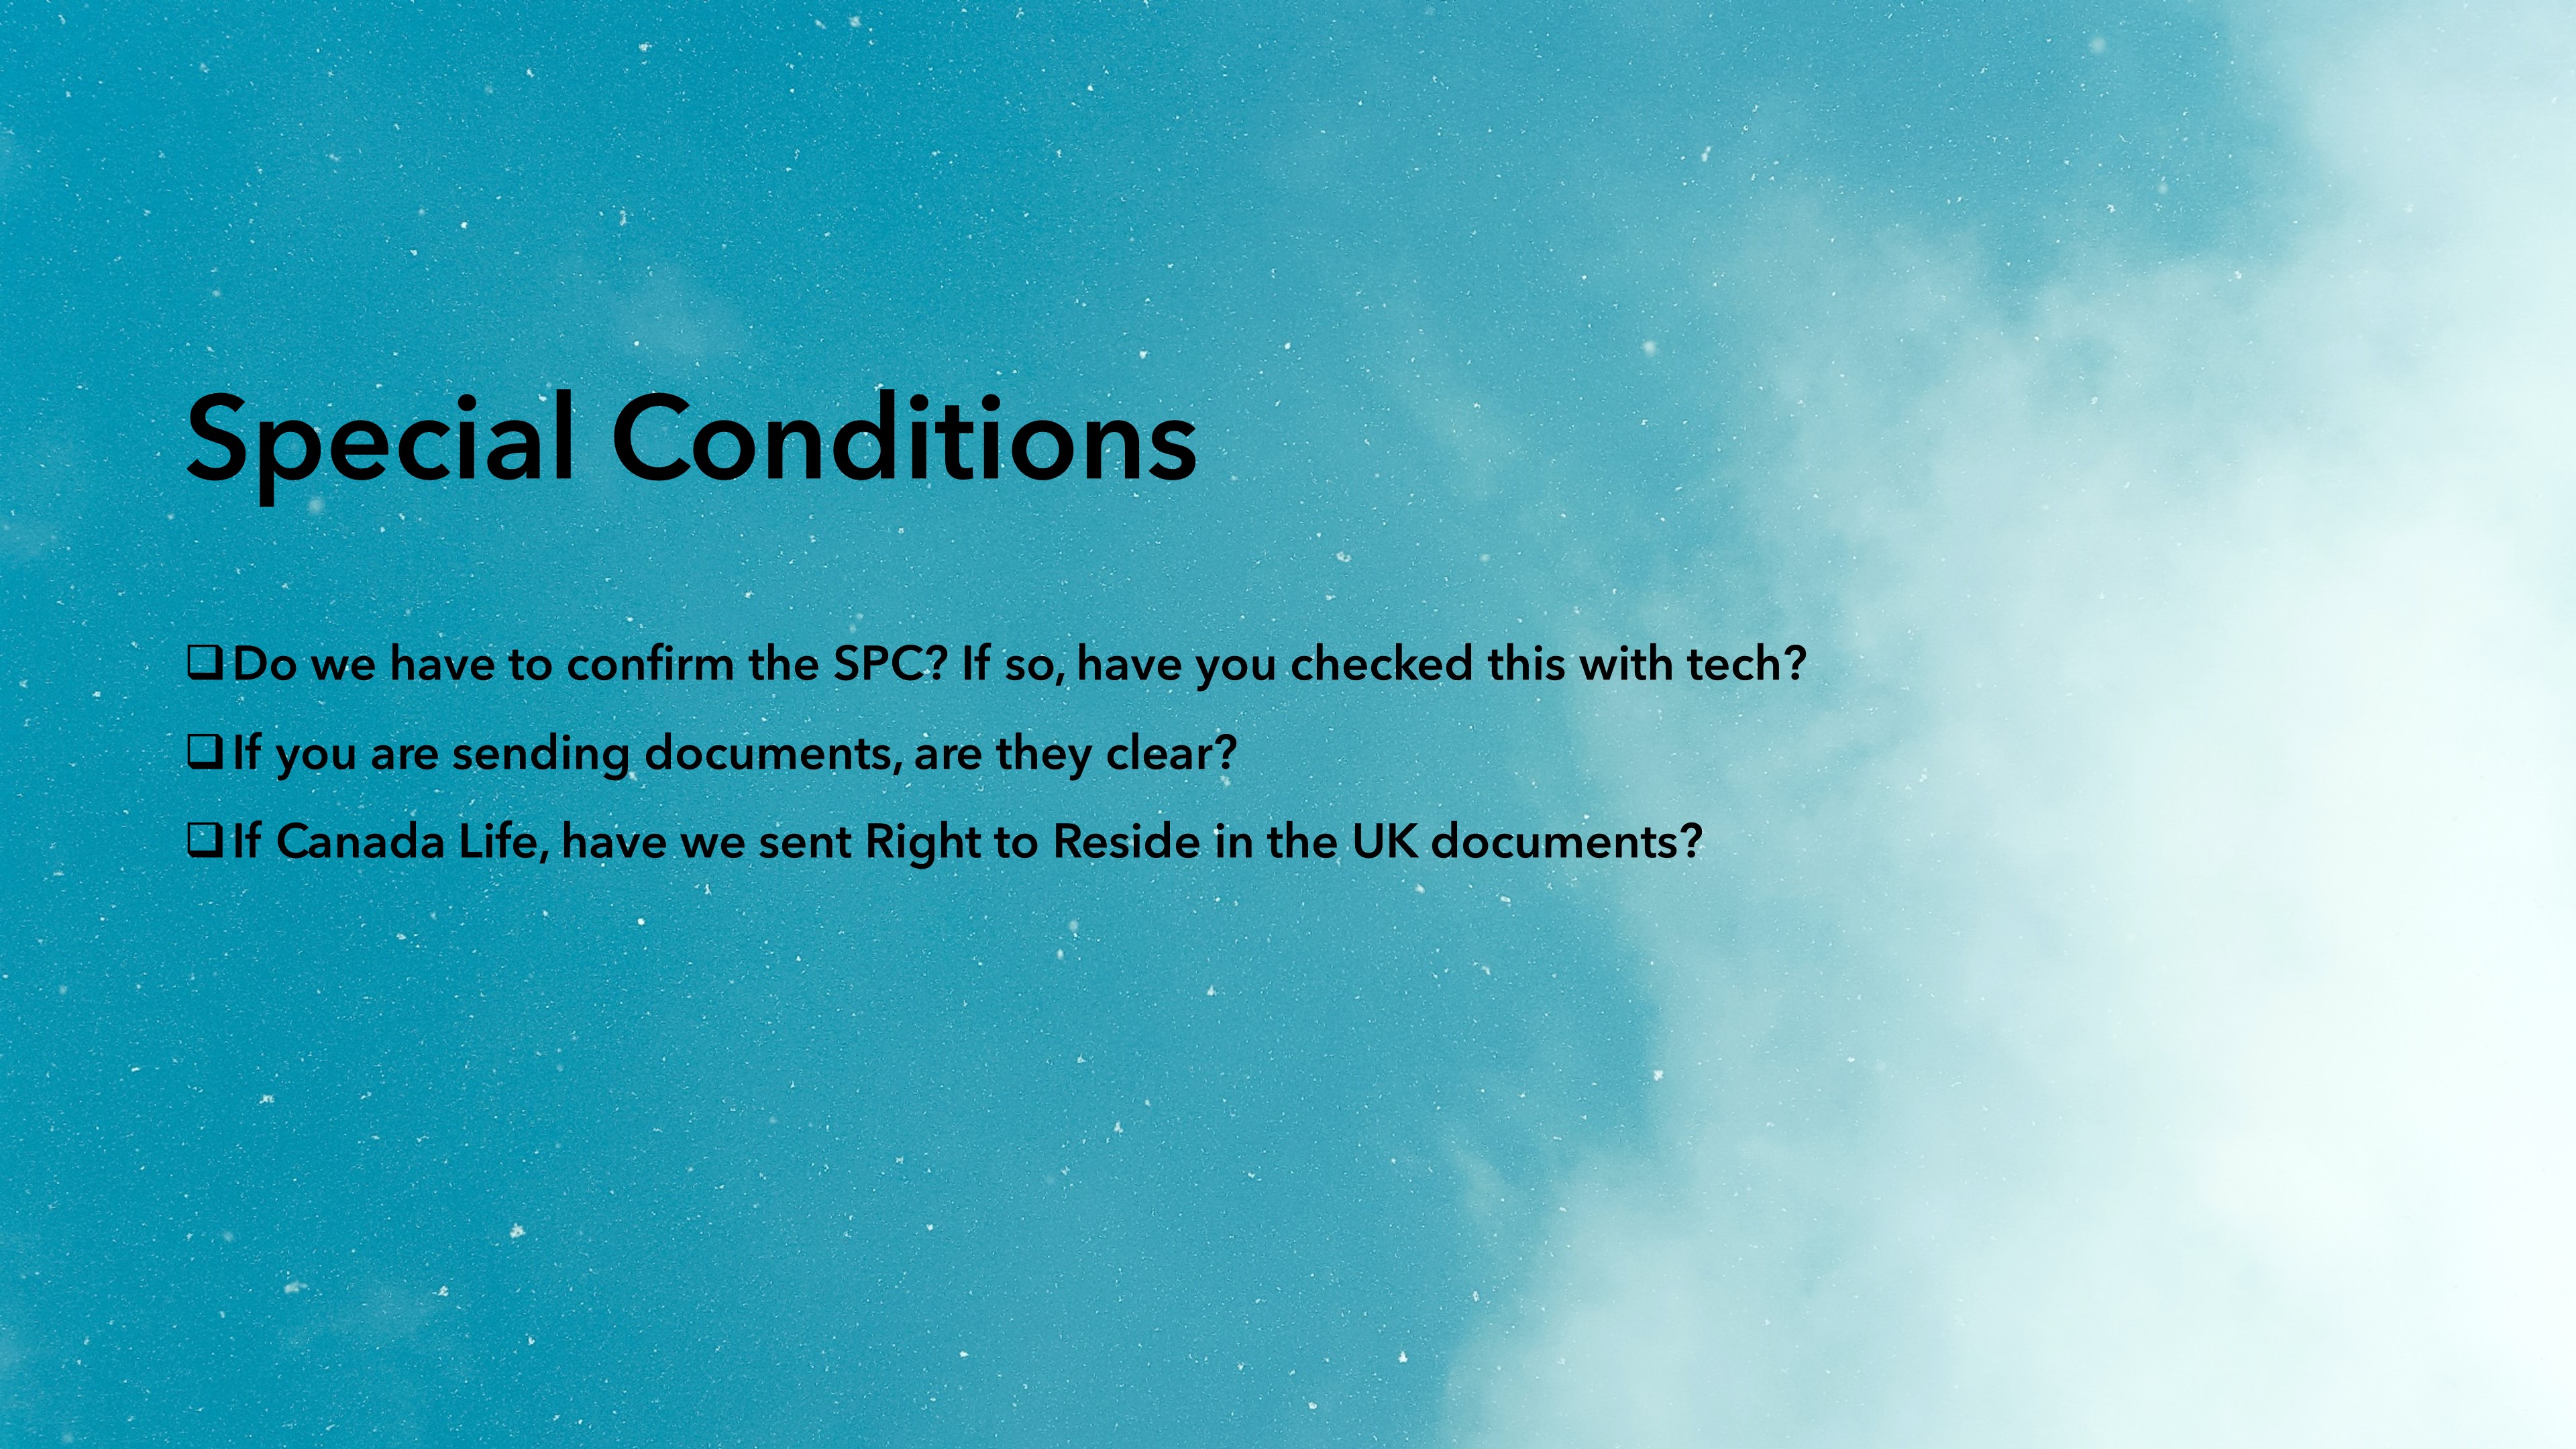 Special Conditions
❑Do we have to confirm the SPC? If so, have you checked this with tech?
❑If you are sending documents, are they clear?
❑If Canada Life, have we sent Right to Reside in the UK documents?